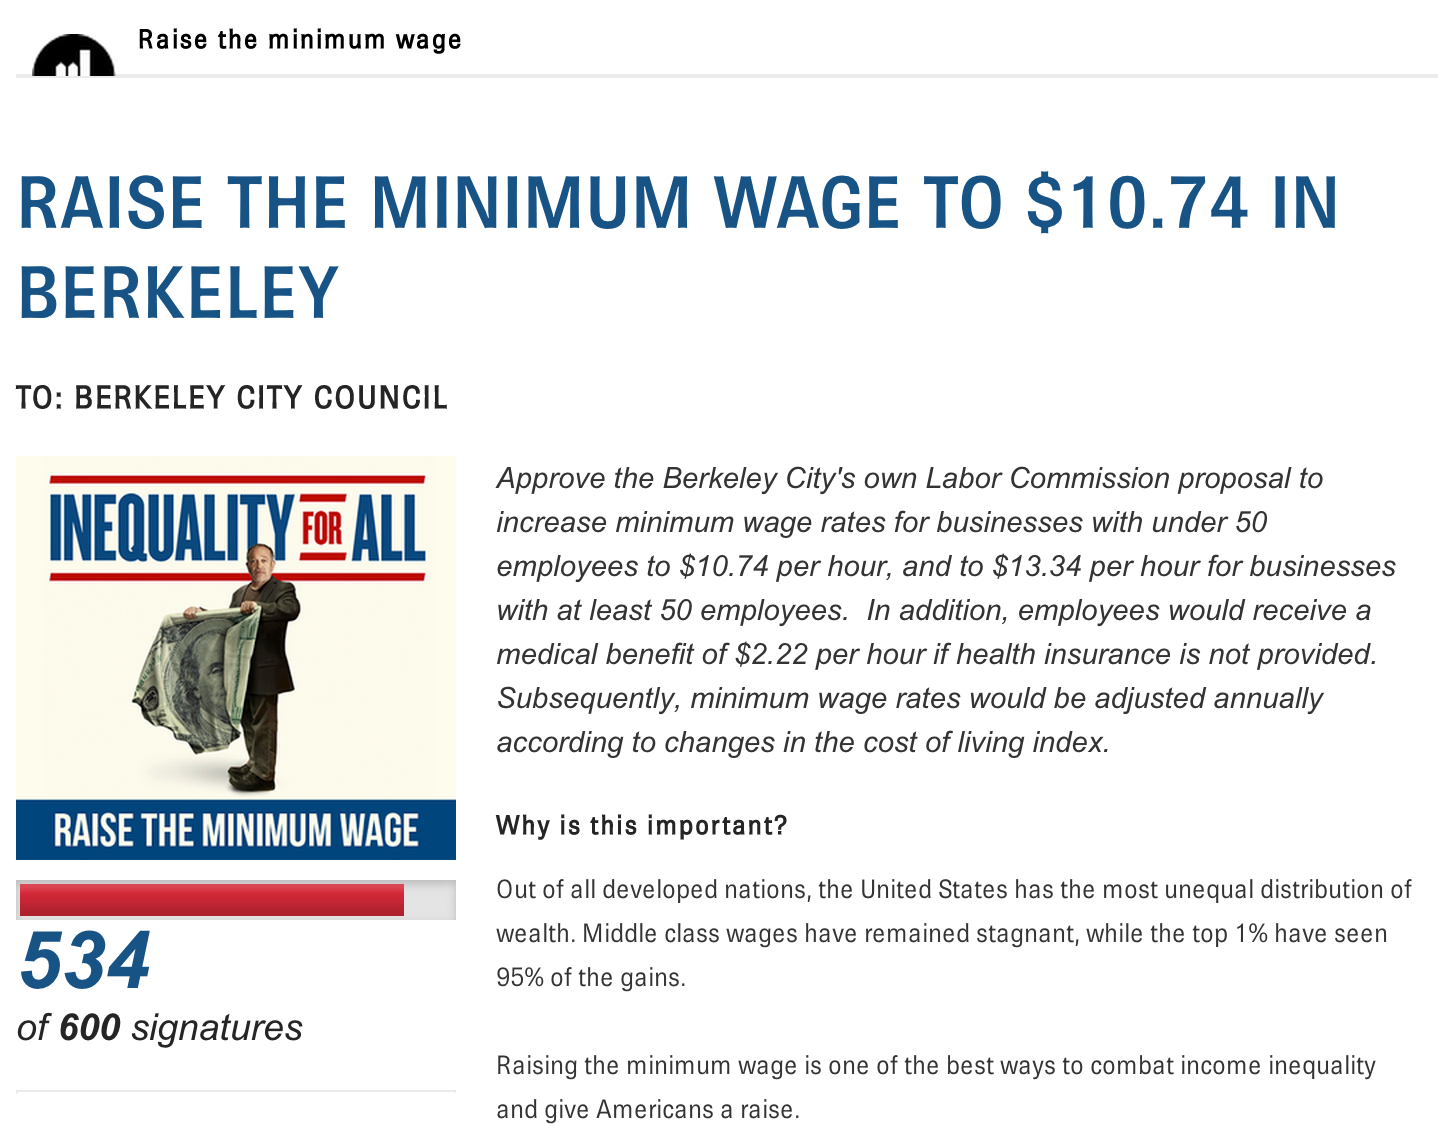 Raise the minimum wage
RAISE THE MINIMUM WAGE TO $10.74 IN
BERKELEY
TO: BERKELEY CITY COUNCIL
INEQUALITY FOR ALL
RAISE THE MINIMUM WAGE
534
of 600 signatures
Approve the Berkeley City's own Labor Commission proposal to
increase minimum wage rates for businesses with under 50
employees to $10.74 per hour, and to $13.34 per hour for businesses
with at least 50 employees.  In addition, employees would receive a
medical benefit of $2.22 per hour if health insurance is not provided.
Subsequently, minimum wage rates would be adjusted annually
according to changes in the cost of living index.
Why is this important?
Out of all developed nations, the United States has the most unequal distribution of
wealth. Middle class wages have remained stagnant, while the top 1% have seen
95% of the gains.
Raising the minimum wage is one of the best ways to combat income inequality
and give Americans a raise.